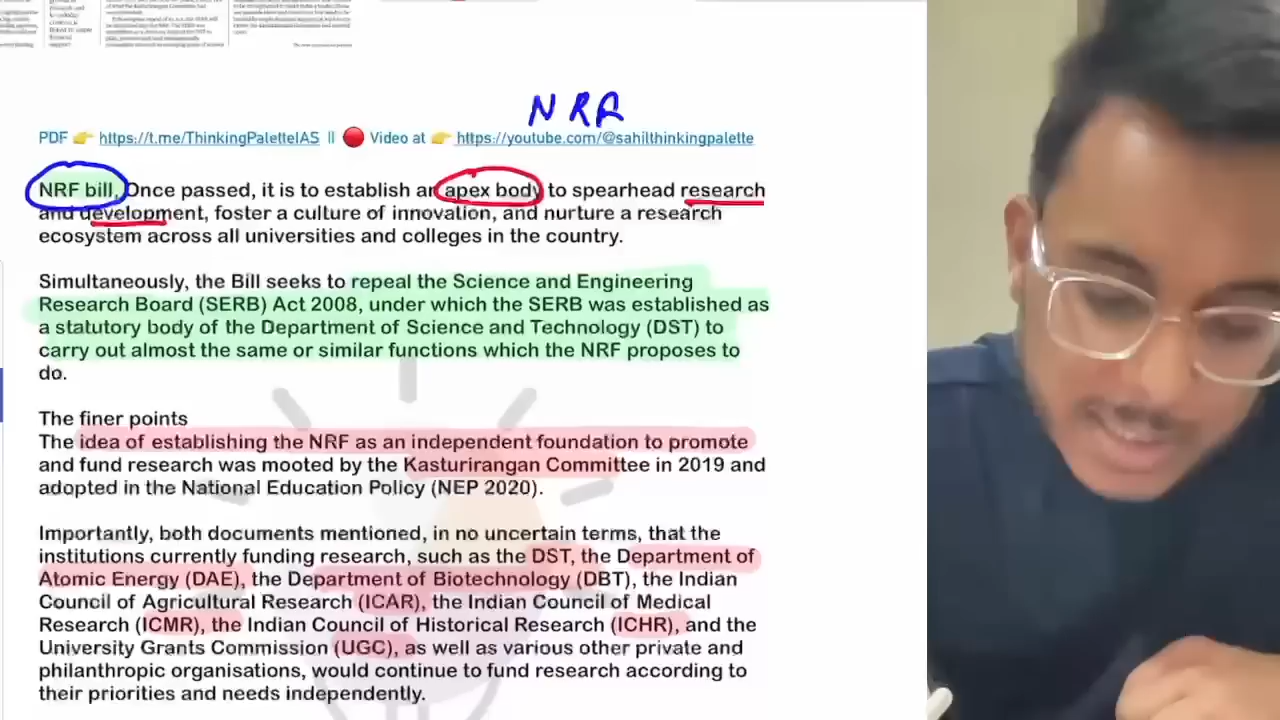 NRF
PDF 👉 https://t.me/ThinkingPaletteIAS || 🔴 Video at 👉 https://youtube.com/@sahilthinkingpalette
NRF bill, Once passed, it is to establish an apex body to spearhead research
and development, foster a culture of innovation, and nurture a research
ecosystem across all universities and colleges in the country.
Simultaneously, the Bill seeks to repeal the Science and Engineering
Research Board (SERB) Act 2008, under which the SERB was established as
a statutory body of the Department of Science and Technology (DST) to
carry out almost the same or similar functions which the NRF proposes to
do.
The finer points
The idea of establishing the NRF as an independent foundation to promote
and fund research was mooted by the Kasturirangan Committee in 2019 and
adopted in the National Education Policy (NEP 2020).
Importantly, both documents mentioned, in no uncertain terms, that the
institutions currently funding research, such as the DST, the Department of
Atomic Energy (DAE), the Department of Biotechnology (DBT), the Indian
Council of Agricultural Research (ICAR), the Indian Council of Medical
Research (ICMR), the Indian Council of Historical Research (ICHR), and the
University Grants Commission (UGC), as well as various other private and
philanthropic organisations, would continue to fund research according to
their priorities and needs independently.